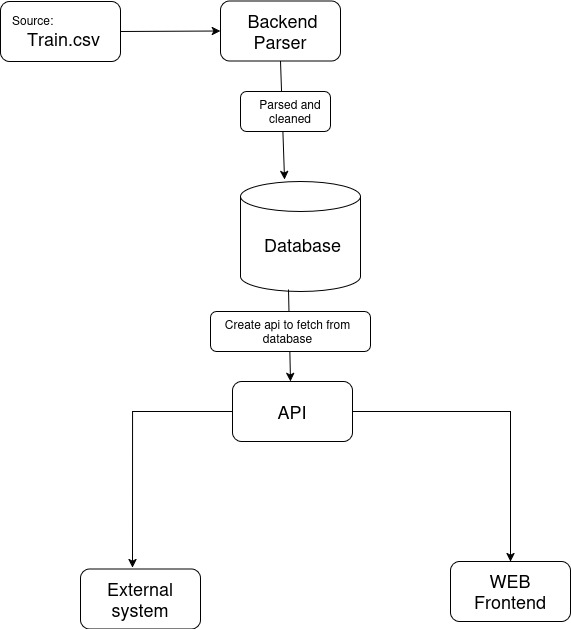 Source:
Train.csv
Backend
Parser
Parsed and
cleaned
Database
Create api to fetch from
database
API
External
system
WEB
Frontend